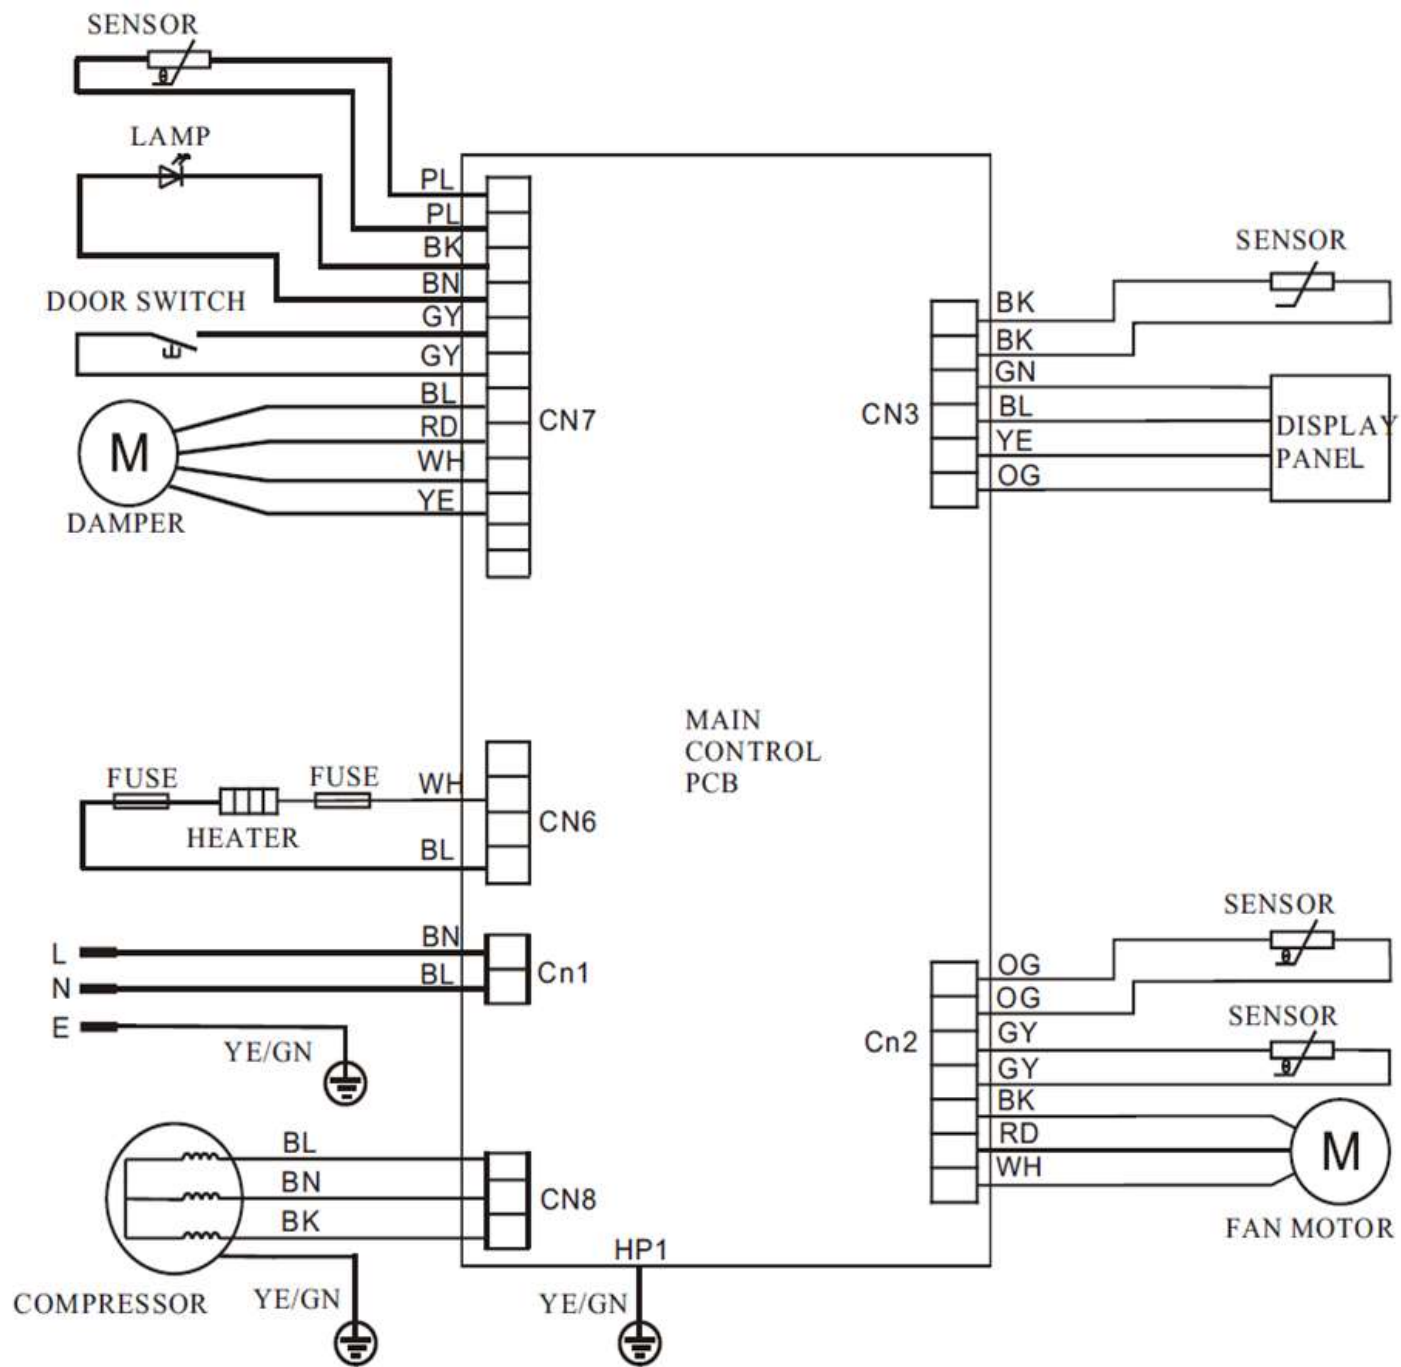 SENSOR
LAMP
PL
PL
BK
BN
DOOR SWITCH
GY
GY
BL
RD
WH
YE
CN7
M
DAMPER
SENSOR
BK
BK
GN
BL
YE
OG
CN3
DISPLAY
PANEL
MAIN
CONTROL
PCB
FUSE
FUSE
WH
HEATER
BL
CN6
L
BN
N
BL
Cn1
E
YE/GN
SENSOR
OG
OG
SENSOR
GY
GY
BK
RD
WH
Cn2
M
FAN MOTOR
BL
BN
BK
CN8
COMPRESSOR
YE/GN
HP1
YE/GN
θ
θ
θ